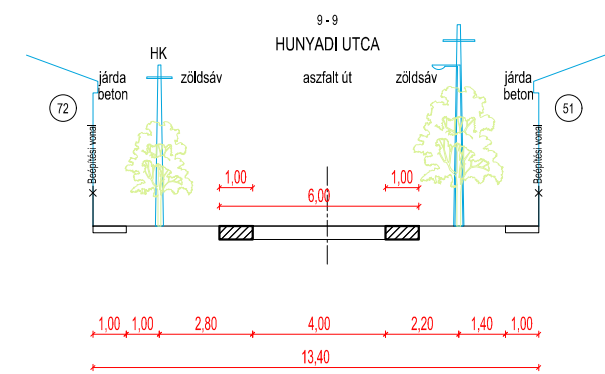 9 - 9
HUNYADI UTCA
HK
járda
beton
zöldsáv
aszfalt út
zöldsáv
járda
beton
72
51
Beépítési vonal
Beépítési vonal
1,00
1,00
6,00
1,00
1,00
2,80
4,00
2,20
1,40
1,00
13,40